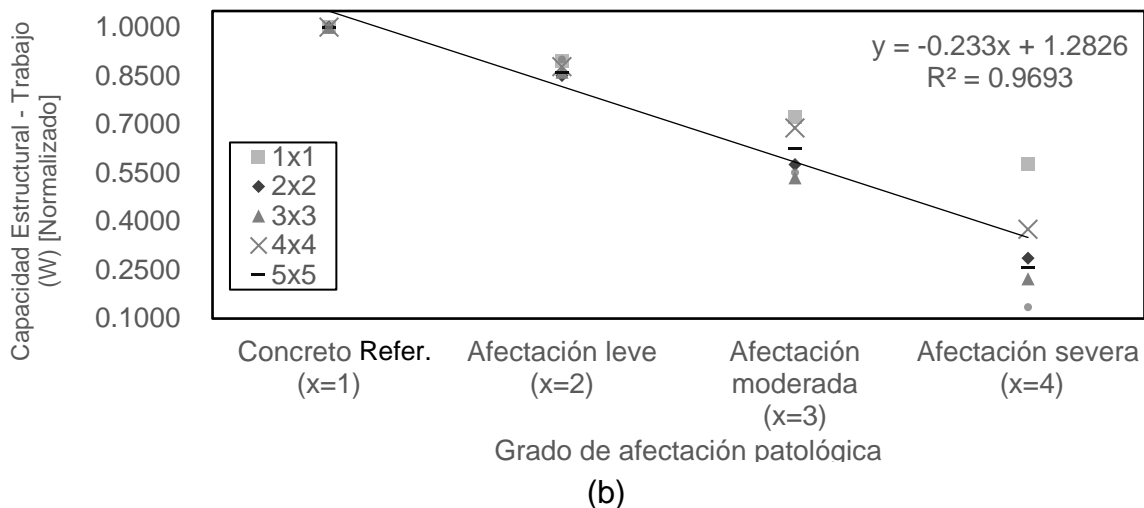 Capacidad Estructural - Trabajo
(W) [Normalizado]
1.0000
0.8500
0.7000
0.5500
0.4000
0.2500
0.1000
y = -0.233x + 1.2826
R² = 0.9693
1x1
2x2
3x3
4x4
5x5
Concreto Refer.
(x=1)
Afectación leve
(x=2)
Afectación
moderada
(x=3)
Afectación severa
(x=4)
Grado de afectación patológica
(b)